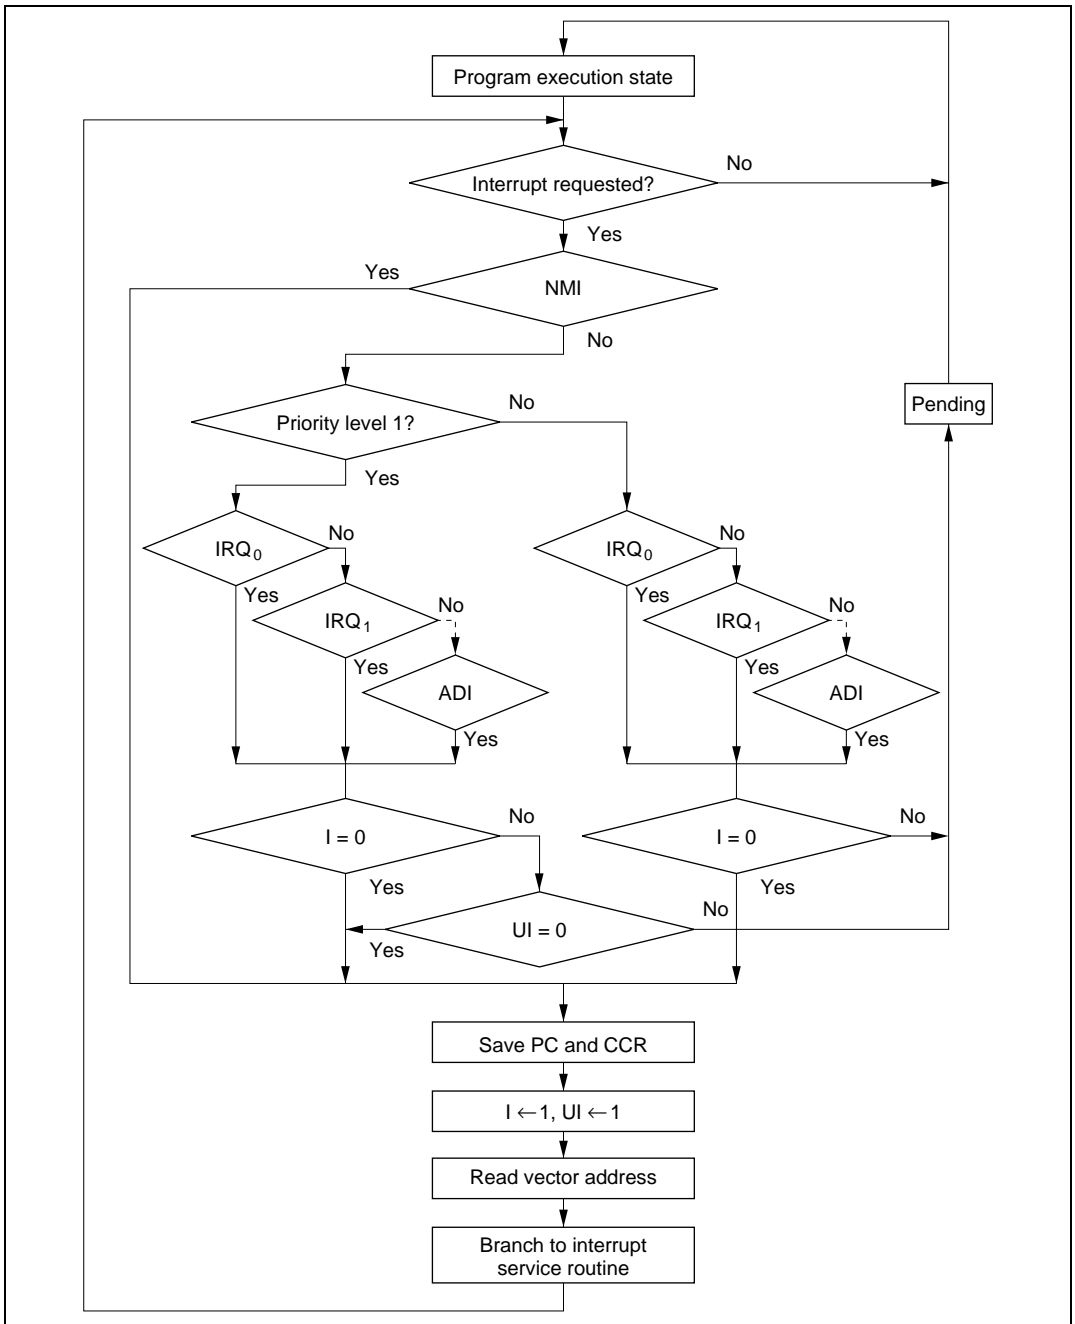 Program execution state
No
Interrupt requested?
Yes
Yes
NMI
No
Pending
No
Priority level 1?
Yes
No
No
IRQ0
IRQ0
Yes
No
Yes
No
IRQ1
IRQ1
Yes
Yes
ADI
ADI
Yes
Yes
No
No
I = 0
I = 0
Yes
Yes
No
UI = 0
Yes
Save PC and CCR
I ←1, UI ←1
Read vector address
Branch to interrupt
service routine